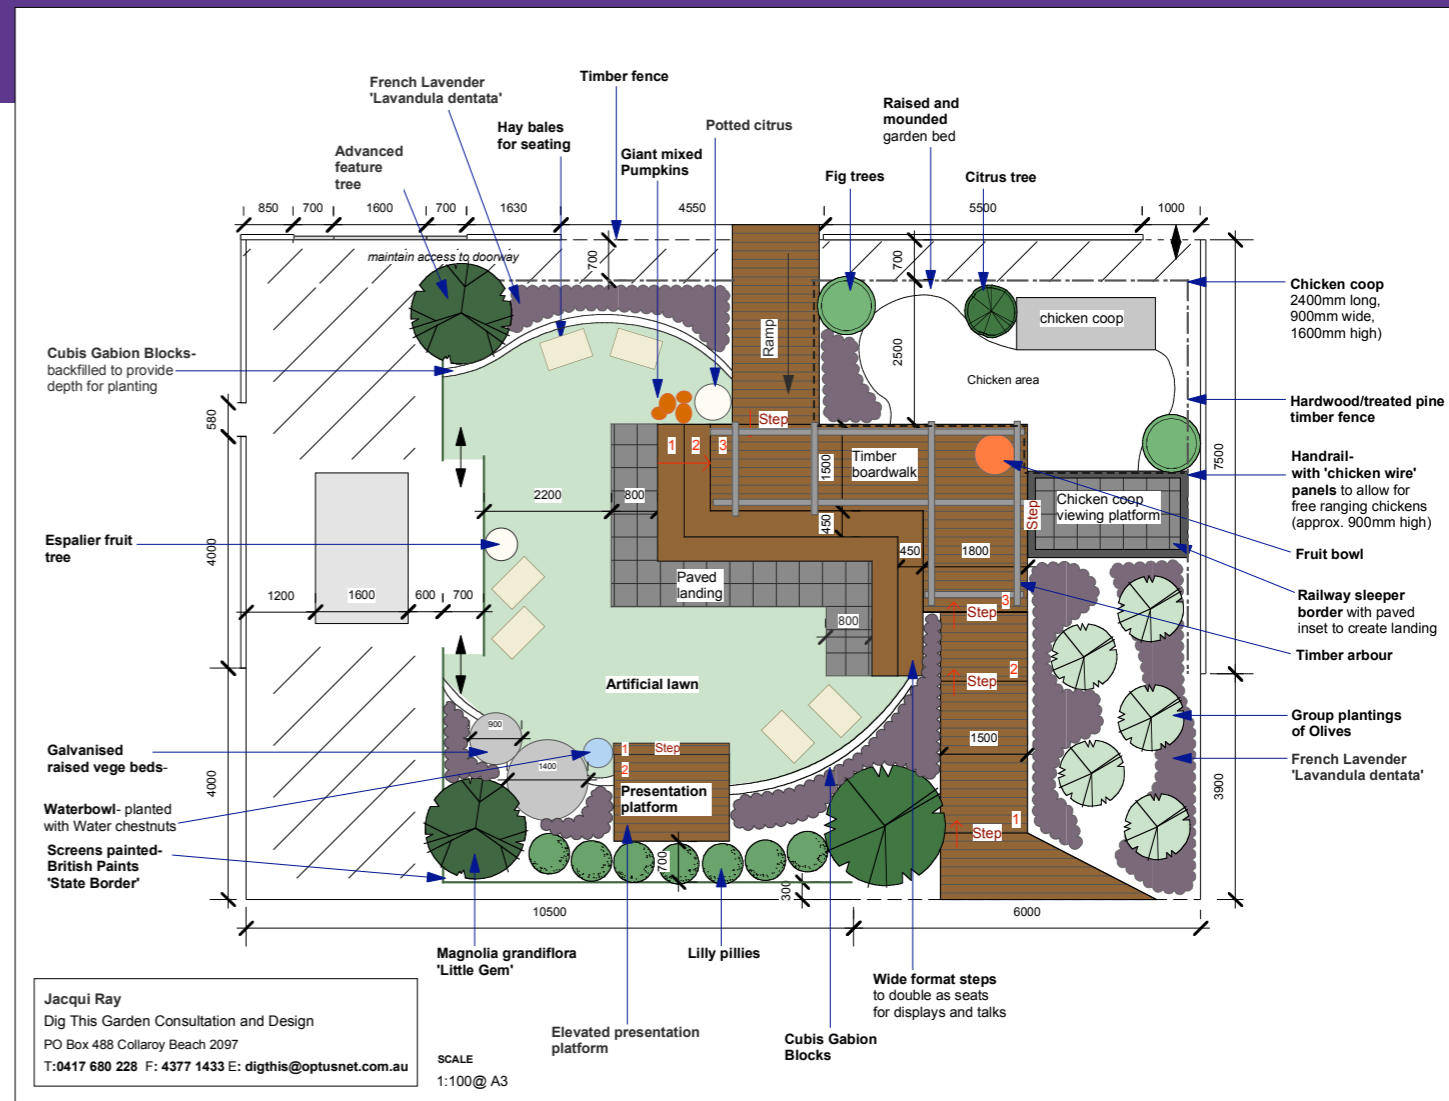 Timber fence
French Lavender
'Lavandula dentata'
Hay bales
for seating
Potted citrus
Raised and
mounded
garden bed
Advanced
feature
tree
Giant mixed
Pumpkins
Fig trees
Citrus tree
850
700
1600
700
1630
4550
5500
1000
maintain access to doorway
700
700
Chicken coop
2400mm long,
900mm wide,
1600mm high)
chicken coop
Ramp
2500
Cubis Gabion Blocks-
backfilled to provide
depth for planting
Chicken area
Hardwood/treated pine
timber fence
580
Step
1
2
3
Timber
boardwalk
1500
7500
Handrail-
with 'chicken wire'
panels to allow for
free ranging chickens
(approx. 900mm high)
2200
800
Chicken coop
viewing platform
Step
450
Espalier fruit
tree
4000
450
1800
Fruit bowl
Paved
landing
1200
1600
600
700
800
3
Step
Railway sleeper
border with paved
inset to create landing
Timber arbour
2
Step
Artificial lawn
900
Group plantings
of Olives
Galvanised
raised vege beds-
1
Step
1500
French Lavender
'Lavandula dentata'
1400
2
4000
3900
Presentation
platform
Waterbowl- planted
with Water chestnuts
1
Step
Screens painted-
British Paints
'State Border'
700
300
10500
6000
Magnolia grandiflora
'Little Gem'
Lilly pillies
Wide format steps
to double as seats
for displays and talks
Elevated presentation
platform
Cubis Gabion
Blocks
Jacqui Ray
Dig This Garden Consultation and Design
PO Box 488 Collaroy Beach 2097
T:0417 680 228 F: 4377 1433 E: digthis@optusnet.com.au
SCALE
1:100@ A3